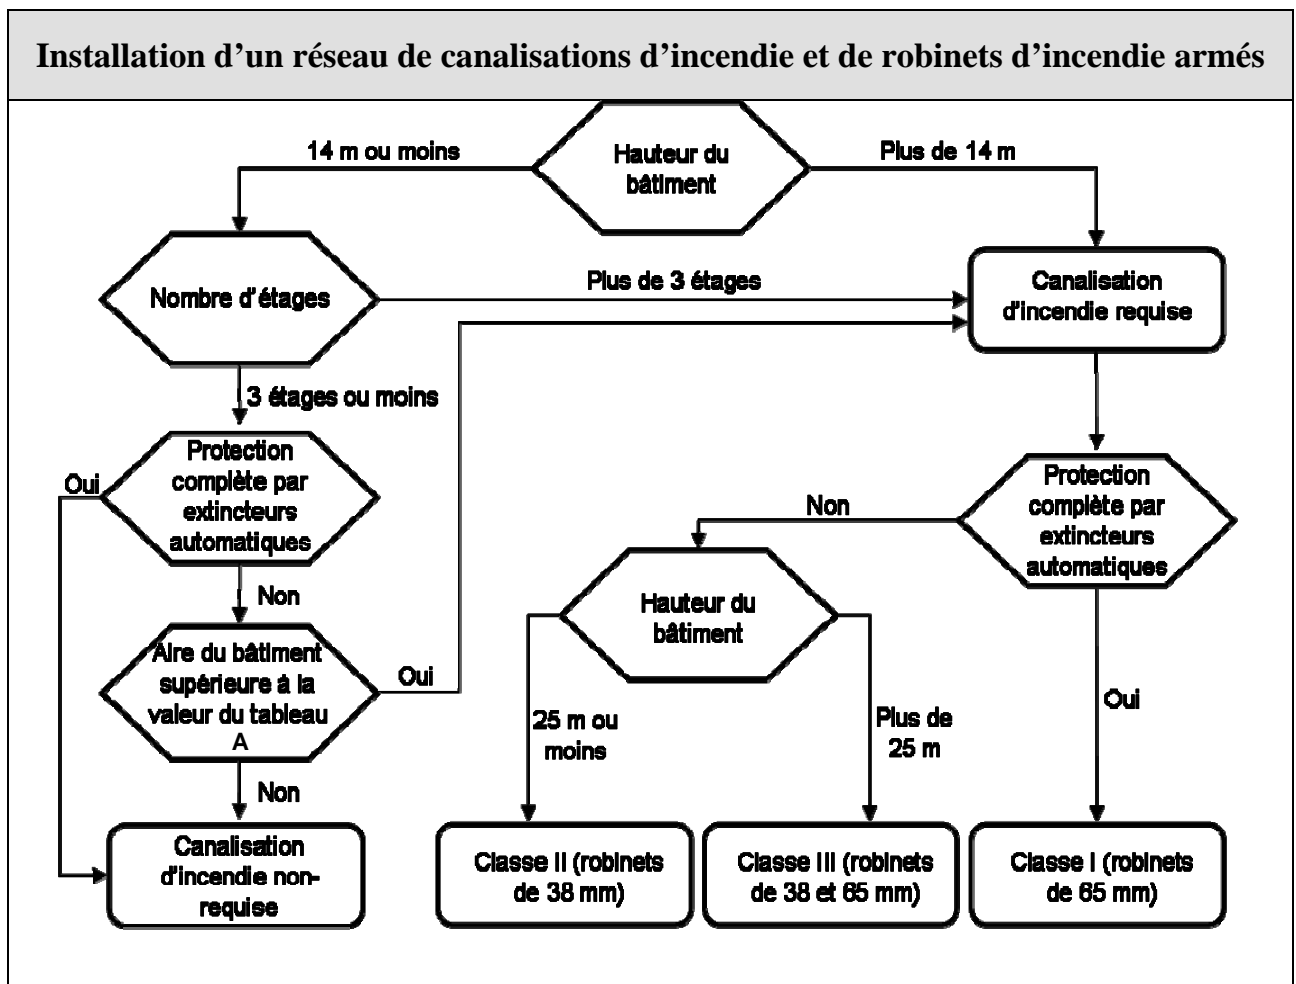 Installation d’un réseau de canalisations d’incendie et de robinets d’incendie armés
14 m ou moins
Hauteur du
bâtiment
Plus de 14 m
Nombre d'étages
Plus de 3 étages
Canalisation
d'incendie requise
3 étages ou moins
Oui
Protection
complète par
extincteurs
automatiques
Non
Protection
complète par
extincteurs
automatiques
Non
Hauteur du
bâtiment
Aire du bâtiment
supérieure à la
valeur du tableau
A
Oui
25 m ou
moins
Plus de
25 m
Oui
Non
Canalisation
d'incendie non-
requise
Classe II (robinets
de 38 mm)
Classe III (robinets
de 38 et 65 mm)
Classe I (robinets
de 65 mm)